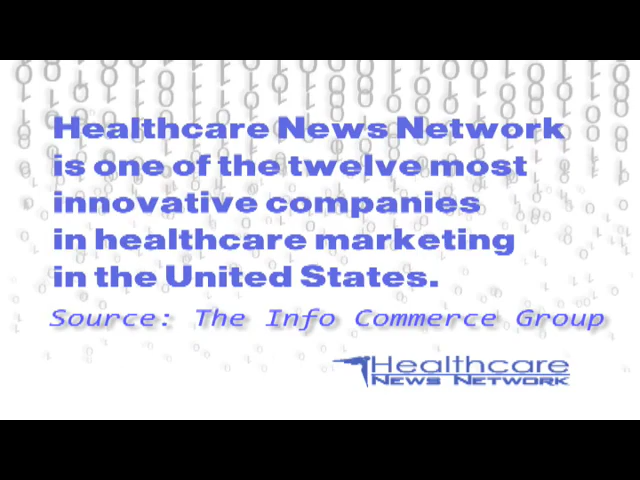 Healthcare News Network
is one of the twelve most
innovative companies
in healthcare marketing
in the United States.
Source: The Info Commerce Group
Healthcare
News Network